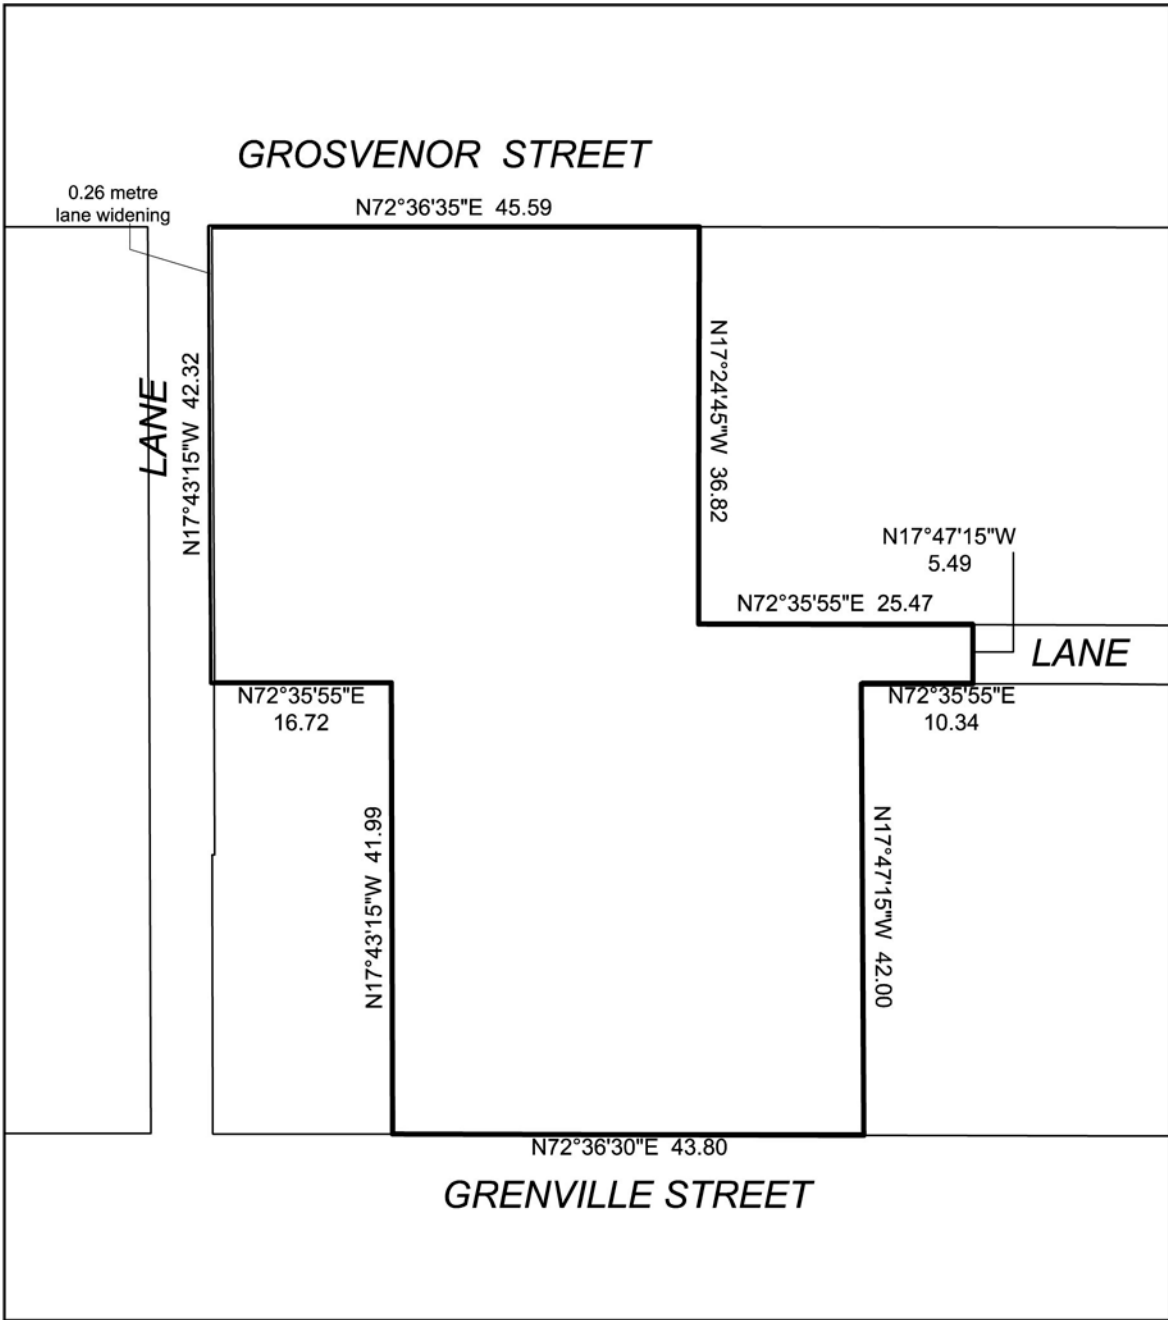 GROSVENOR STREET
0.26 metre
lane widening
N72°36'35"E 45.59
LANE
N17°43'15"W 42.32
N17°24'45"W 36.82
N17°47'15"W
5.49
N72°35'55"E 25.47
LANE
N72°35'55"E
16.72
N72°35'55"E
10.34
N17°43'15"W 41.99
N17°47'15"W 42.00
N72°36'30"E 43.80
GRENVILLE STREET